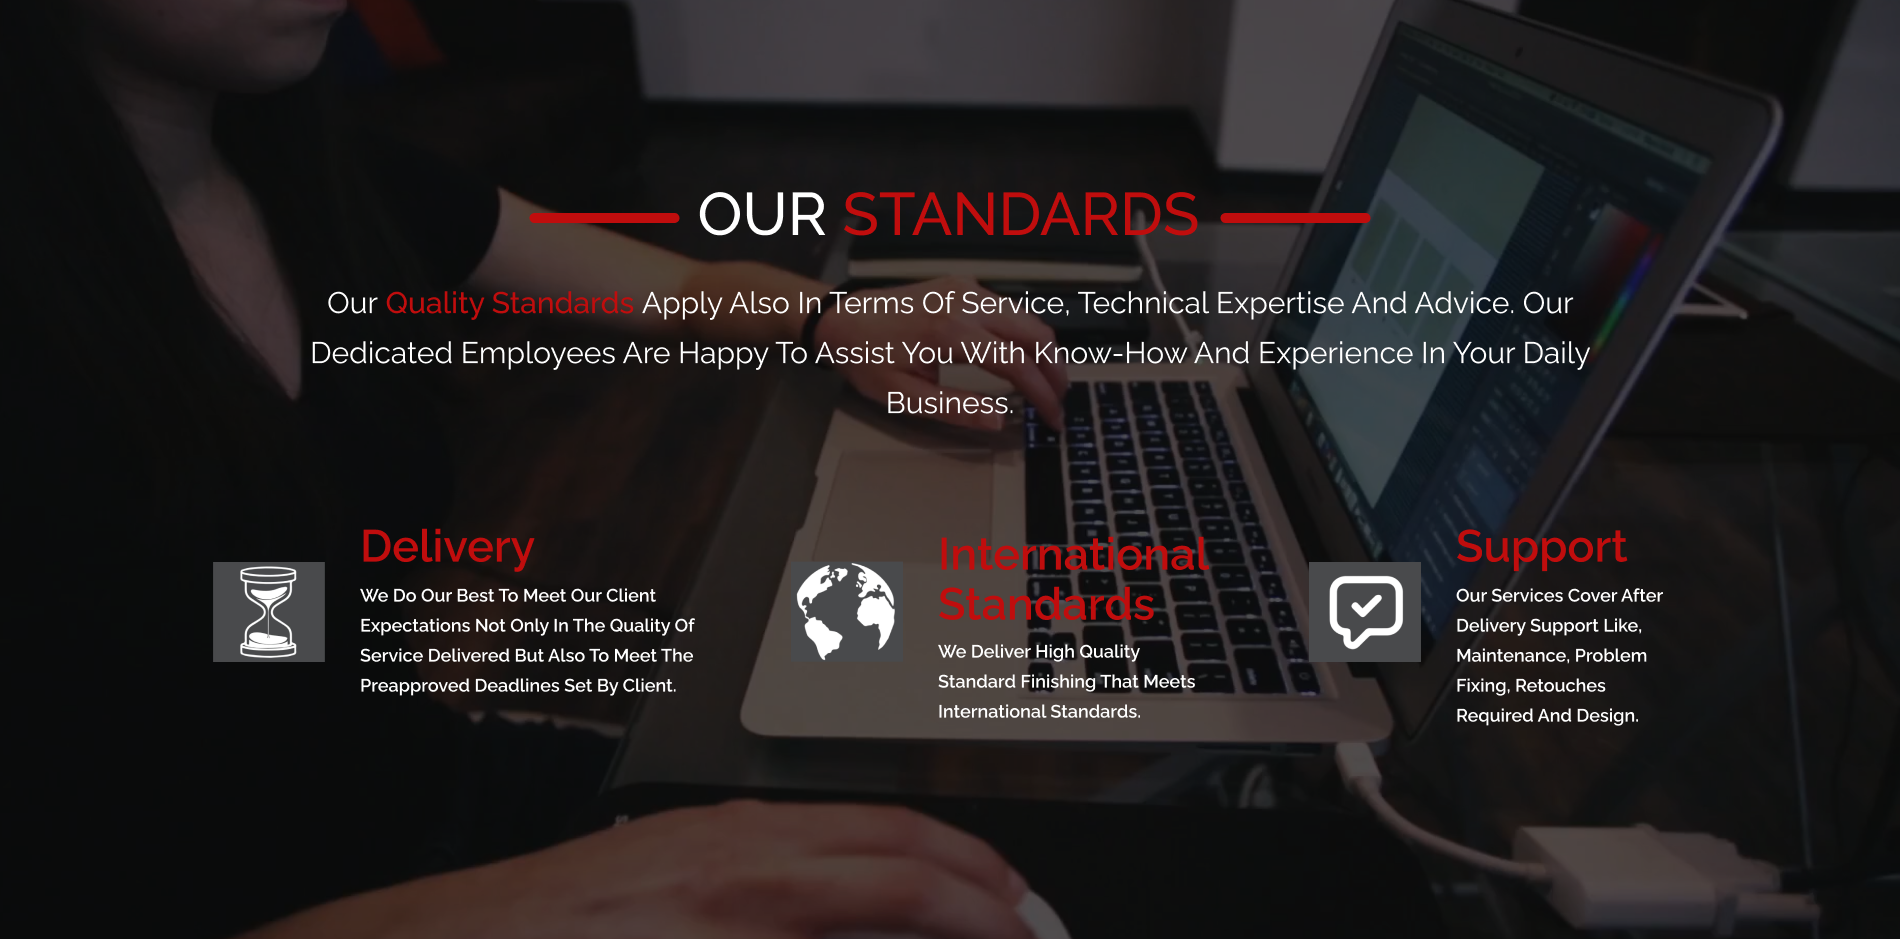 OUR STANDARDS
Our Quality Standards Apply Also In Terms Of Service, Technical Expertise And Advice. Our
Dedicated Employees Are Happy To Assist You With Know-How And Experience In Your Daily
Business.
Delivery
We Do Our Best To Meet Our Client
Expectations Not Only In The Quality Of
Service Delivered But Also To Meet The
Preapproved Deadlines Set By Client.
International
Standards
We Deliver High Quality
Standard Finishing That Meets
International Standards.
Support
Our Services Cover After
Delivery Support Like,
Maintenance, Problem
Fixing, Retouches
Required And Design.